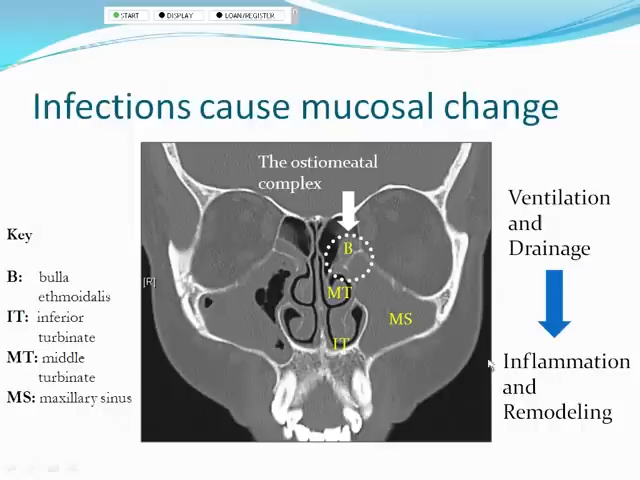 START DISPLAY LOAN/REGISTER
Infections cause mucosal change
The ostiomeatal
complex
Key
B: bulla
ethmoidalis
IT: inferior
turbinate
MT: middle
turbinate
MS: maxillary sinus
[R]
B
MT
MS
IT
Ventilation
and
Drainage
Inflammation
and
Remodeling